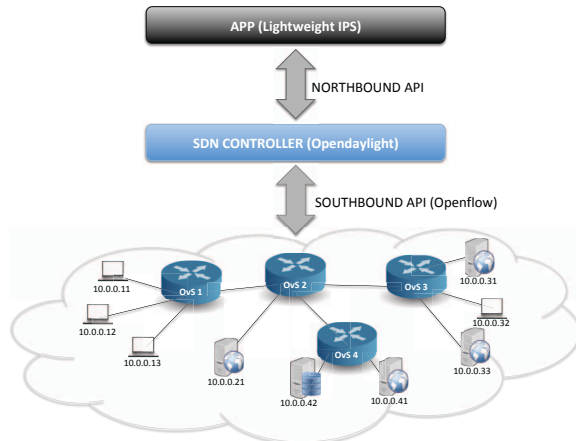 APP (Lightweight IPS)
NORTHBOUND API
SDN CONTROLLER (Opendaylight)
SOUTHBOUND API (Openflow)
10.0.0.11
OvS 1
OvS 2
OvS 3
10.0.0.31
10.0.0.12
10.0.0.32
10.0.0.13
10.0.0.21
OvS 4
10.0.0.33
10.0.0.42
10.0.0.41